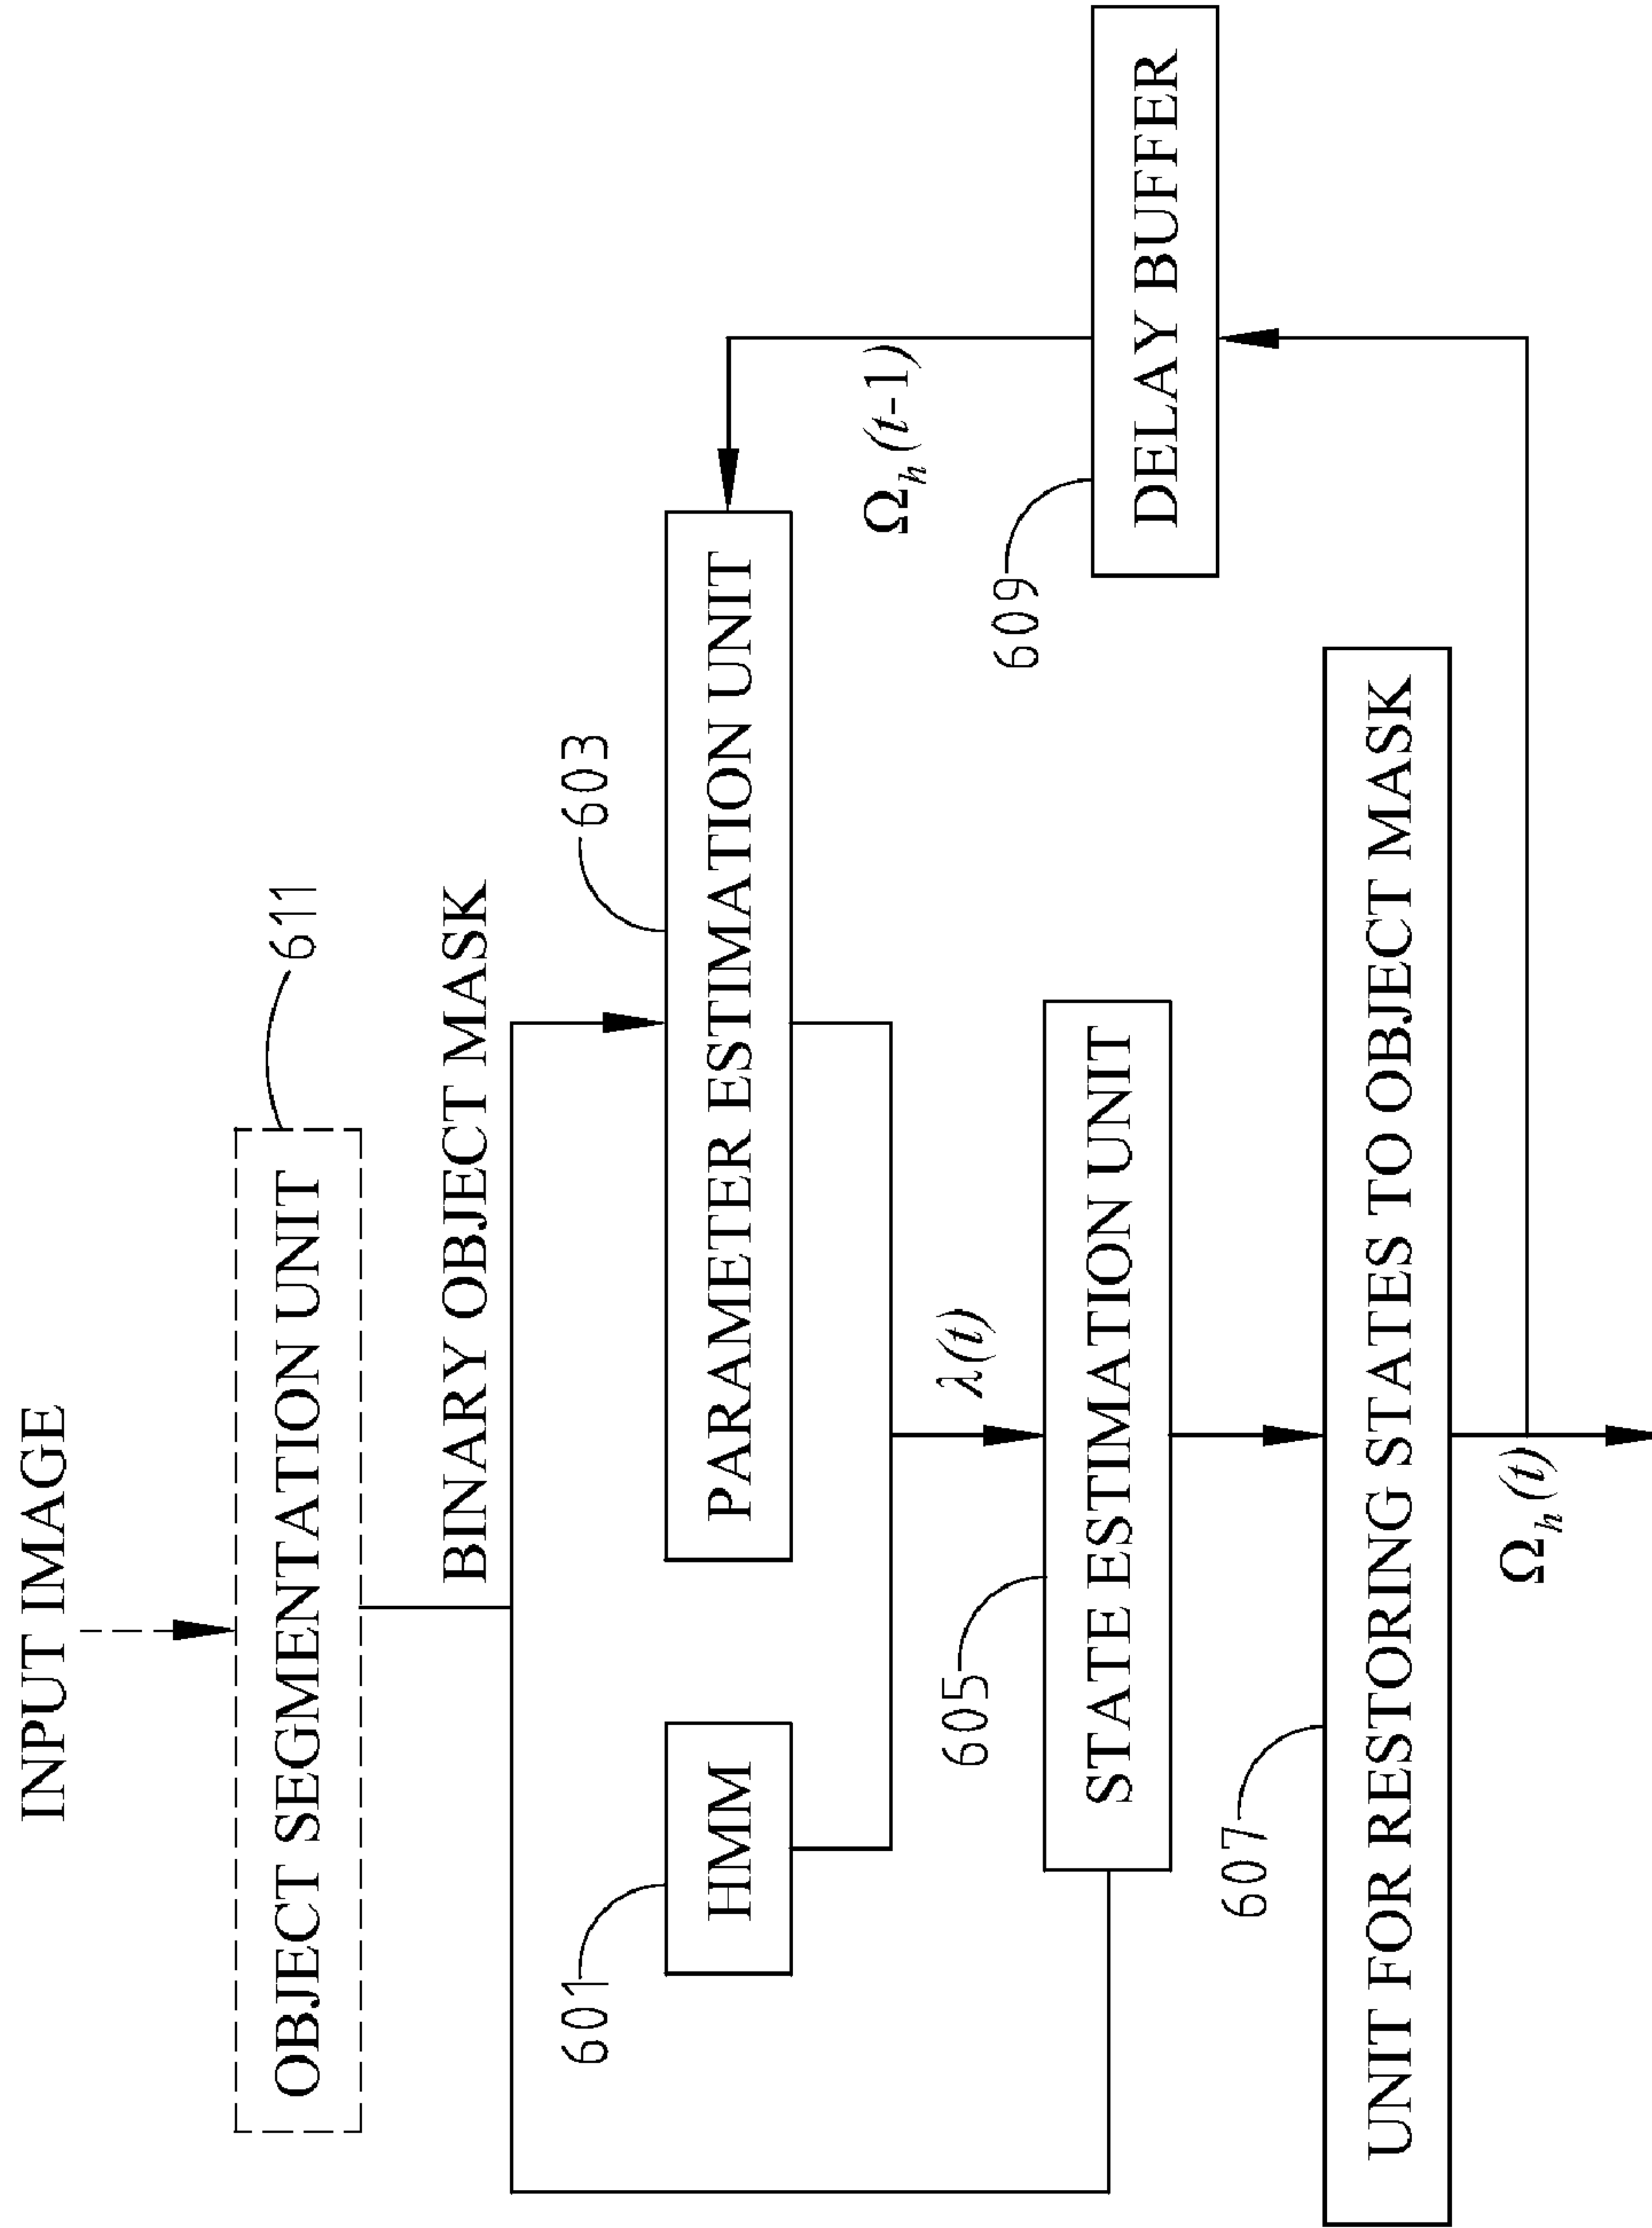 INPUT IMAGE
OBJECT SEGMENTATION UNIT
611
BINARY OBJECT MASK
601
HMM
603
PARAMETER ESTIMATION UNIT
Ωh(t-1)
λ(t)
605
STATE ESTIMATION UNIT
609
DELAY BUFFER
607
UNIT FOR RESTORING STATES TO OBJECT MASK
Ωh(t)